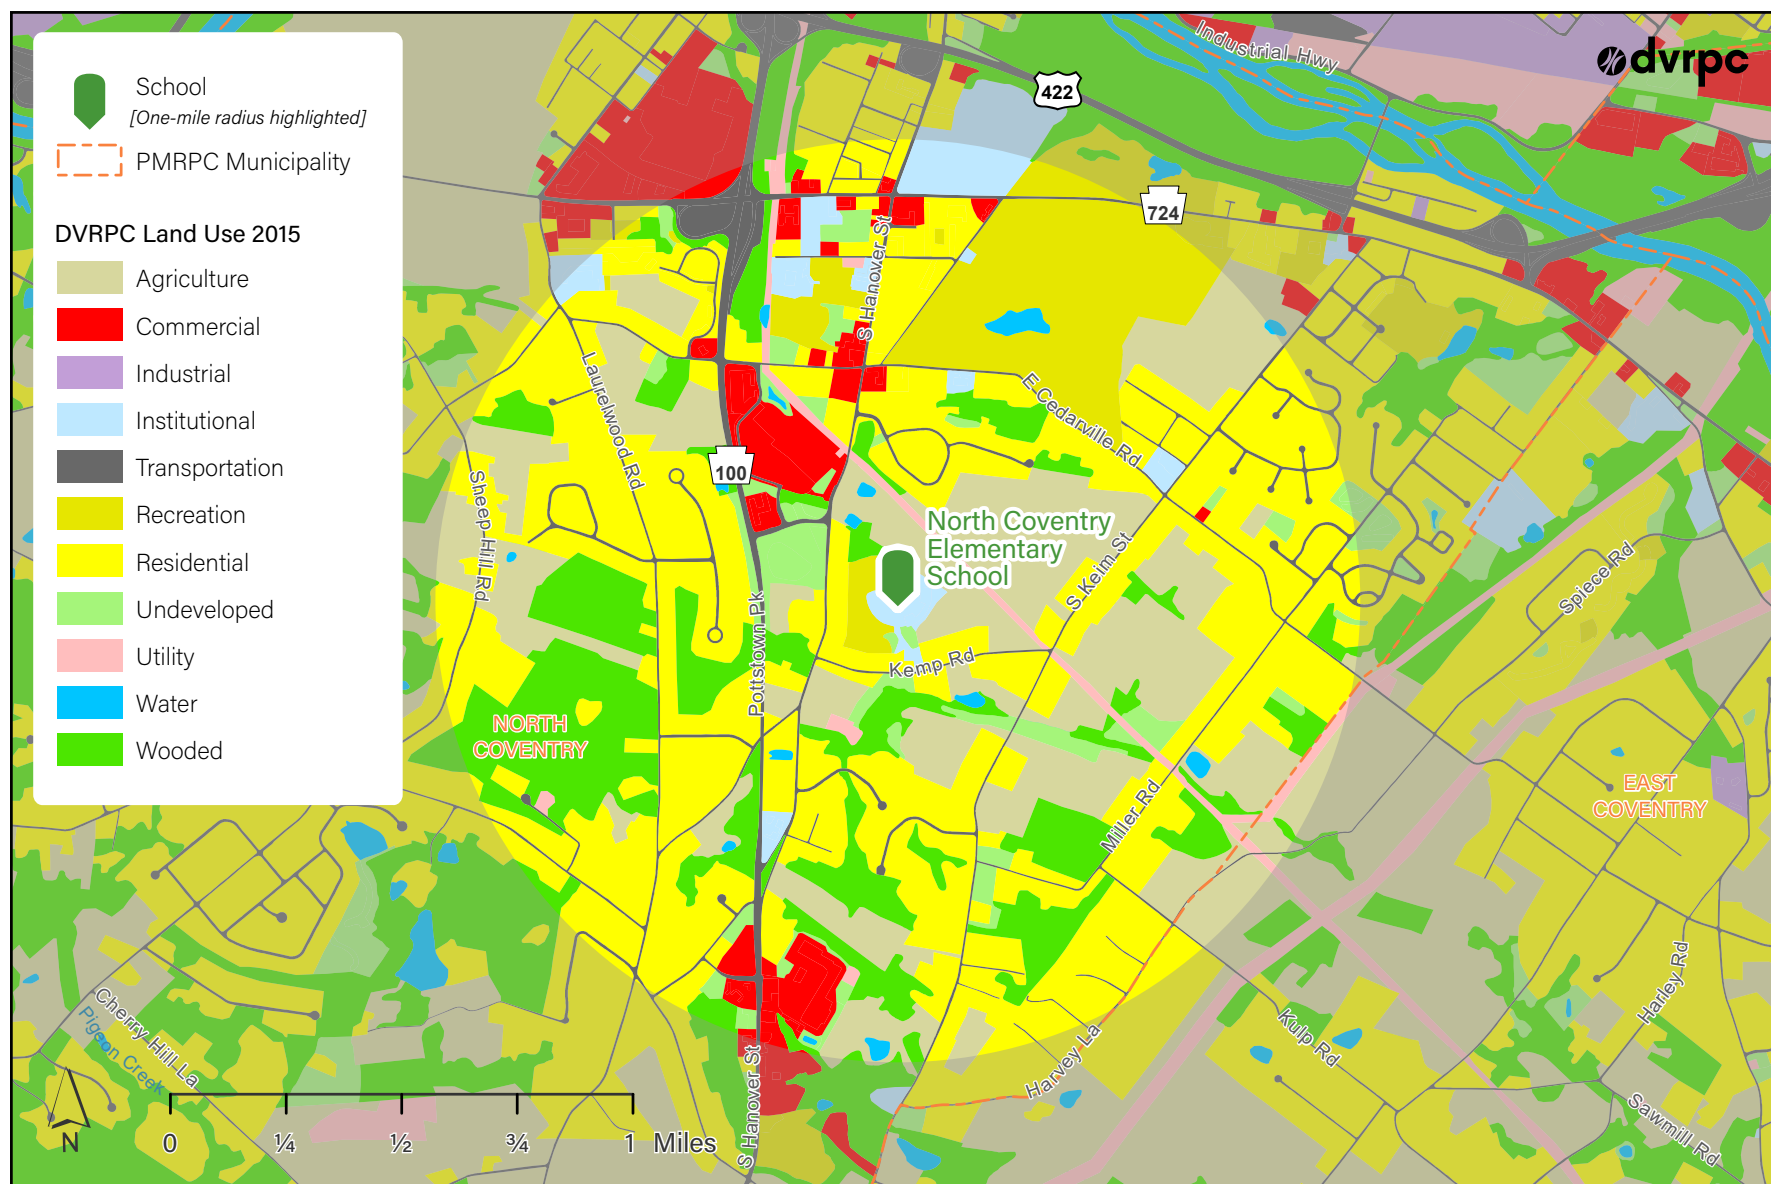 School
[One-mile radius highlighted]
PMRPC Municipality
DVRPC Land Use 2015
Agriculture
Commercial
Industrial
Institutional
Transportation
Recreation
Residential
Undeveloped
Utility
Water
Wooded
dvrpc
Industrial Hwy
422
724
S Hanover St
Laurelwood Rd
E Cedarville Rd
100
Sheep Hill Rd
North Coventry
Elementary
School
S Keim St
Spiece Rd
Pottstown Pk
Kemp Rd
NORTH
COVENTRY
EAST
COVENTRY
Miller Rd
Harley Rd
Cherry Hill La
Pigeon Creek
Kulp Rd
Harvey La
S Hanover St
Sawmill Rd
N
0 ¼ ½ ¾ 1 Miles